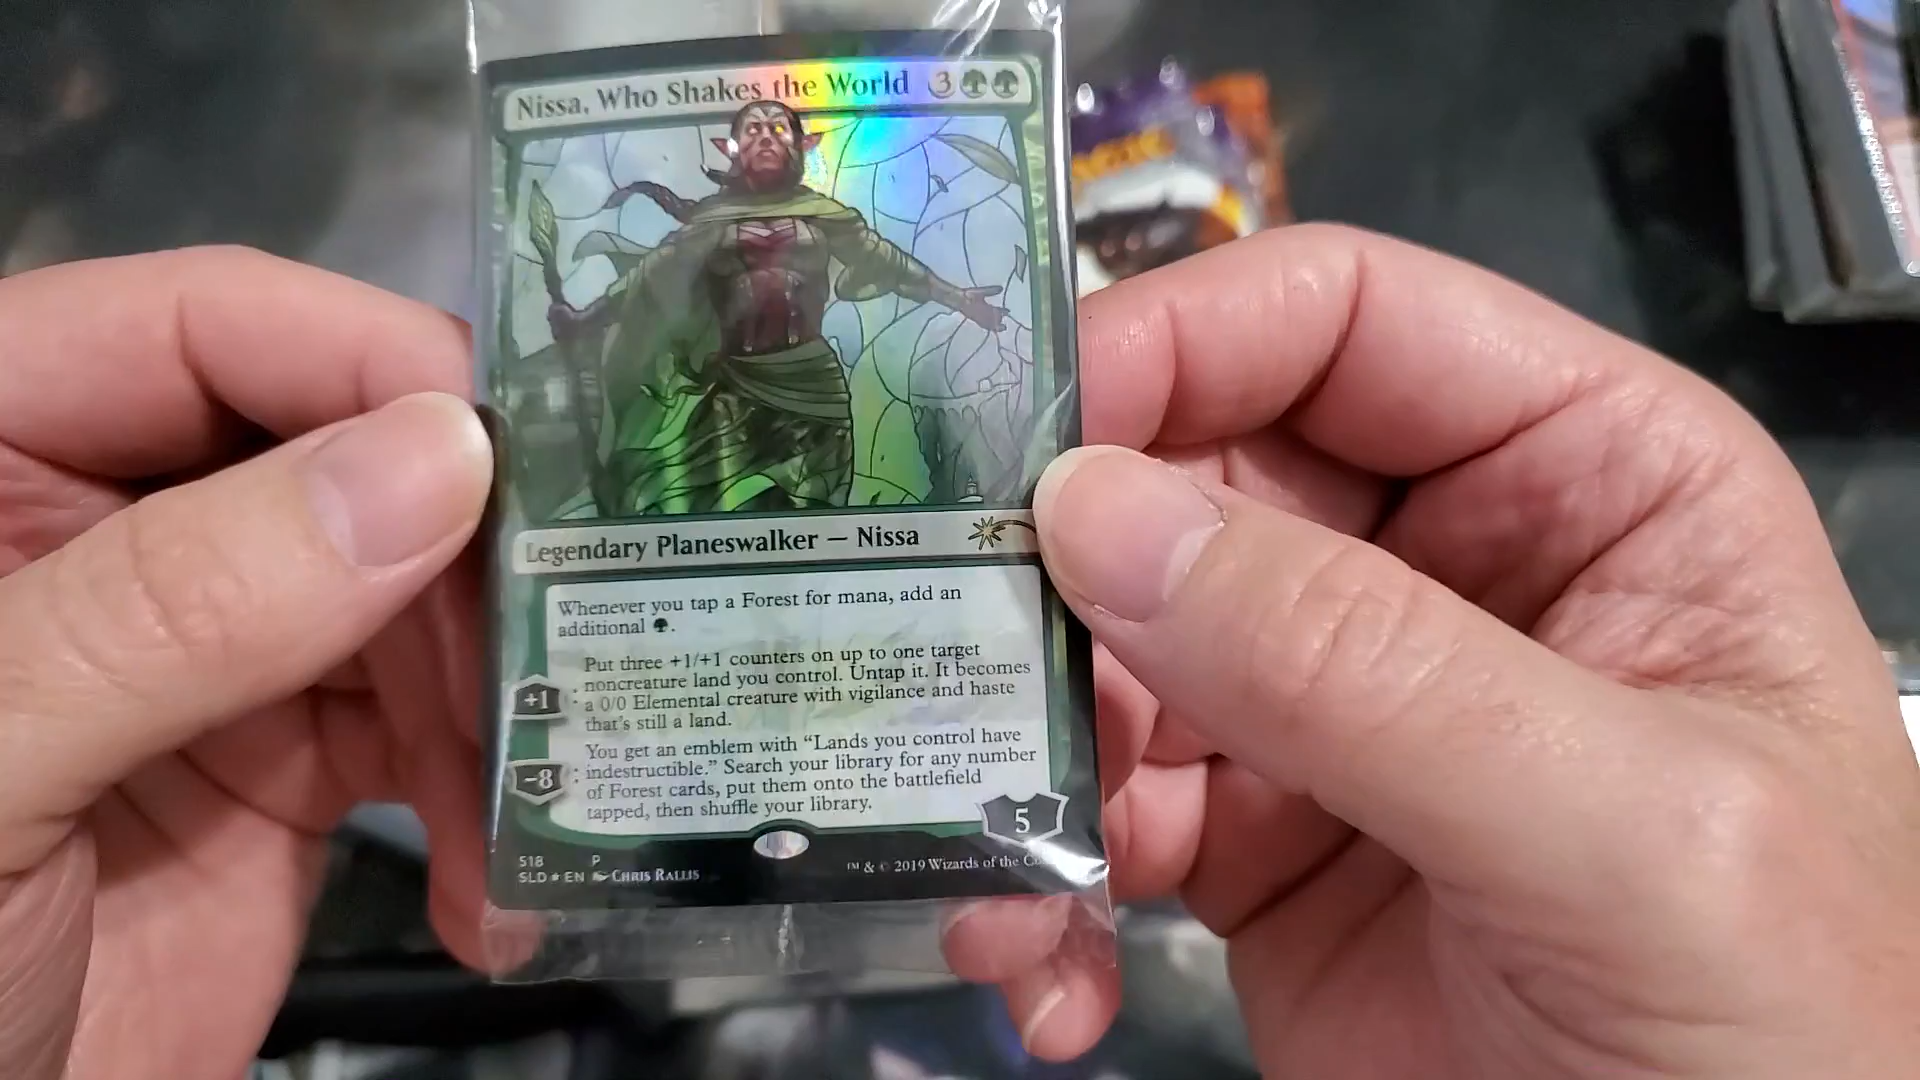 Nissa, Who Shakes the World 3
Legendary Planeswalker — Nissa
Whenever you tap a Forest for mana, add an
additional .
Put three +1/+1 counters on up to one target
noncreature land you control. Untap it. It becomes
+1 : a 0/0 Elemental creature with vigilance and haste
that's still a land.
You get an emblem with “Lands you control have
-8 : indestructible.” Search your library for any number
of Forest cards, put them onto the battlefield
tapped, then shuffle your library.
5
518 P
SLD ★ EN Chris Rallis
™ & © 2019 Wizards of the